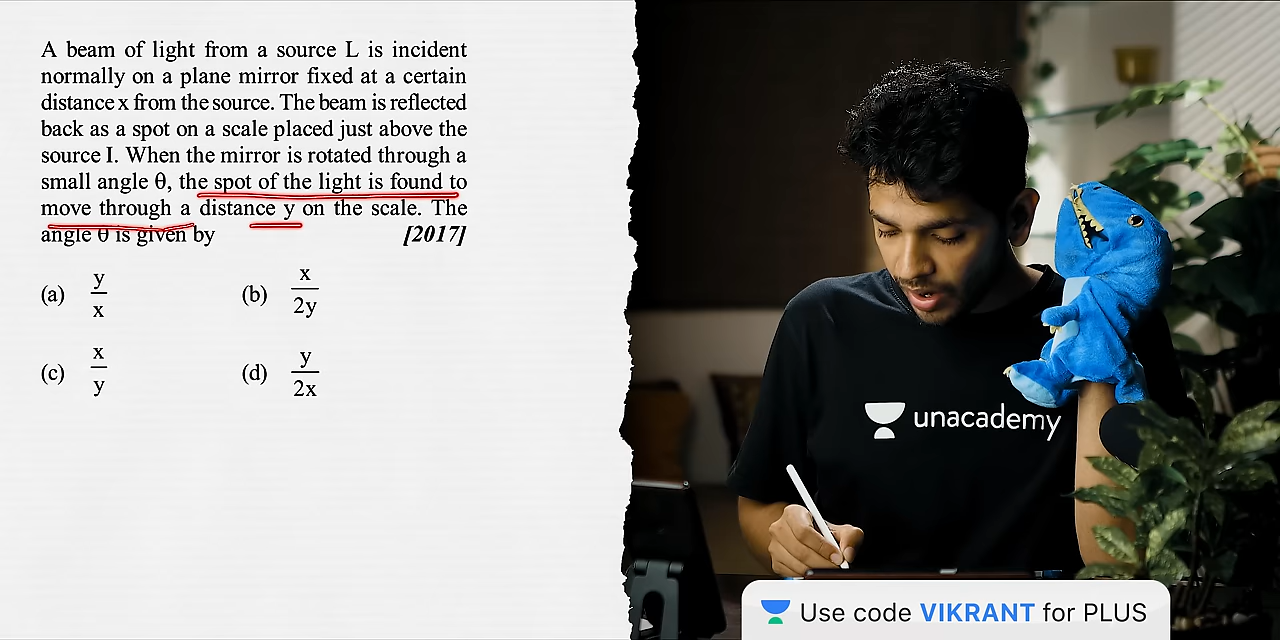 A beam of light from a source L is incident
normally on a plane mirror fixed at a certain
distance x from the source. The beam is reflected
back as a spot on a scale placed just above the
source I. When the mirror is rotated through a
small angle θ, the spot of the light is found to
move through a distance y on the scale. The
angle θ is given by [2017]
(a) y/x (b) x/2y
(c) x/y (d) y/2x
unacademy
Use code VIKRANT for PLUS